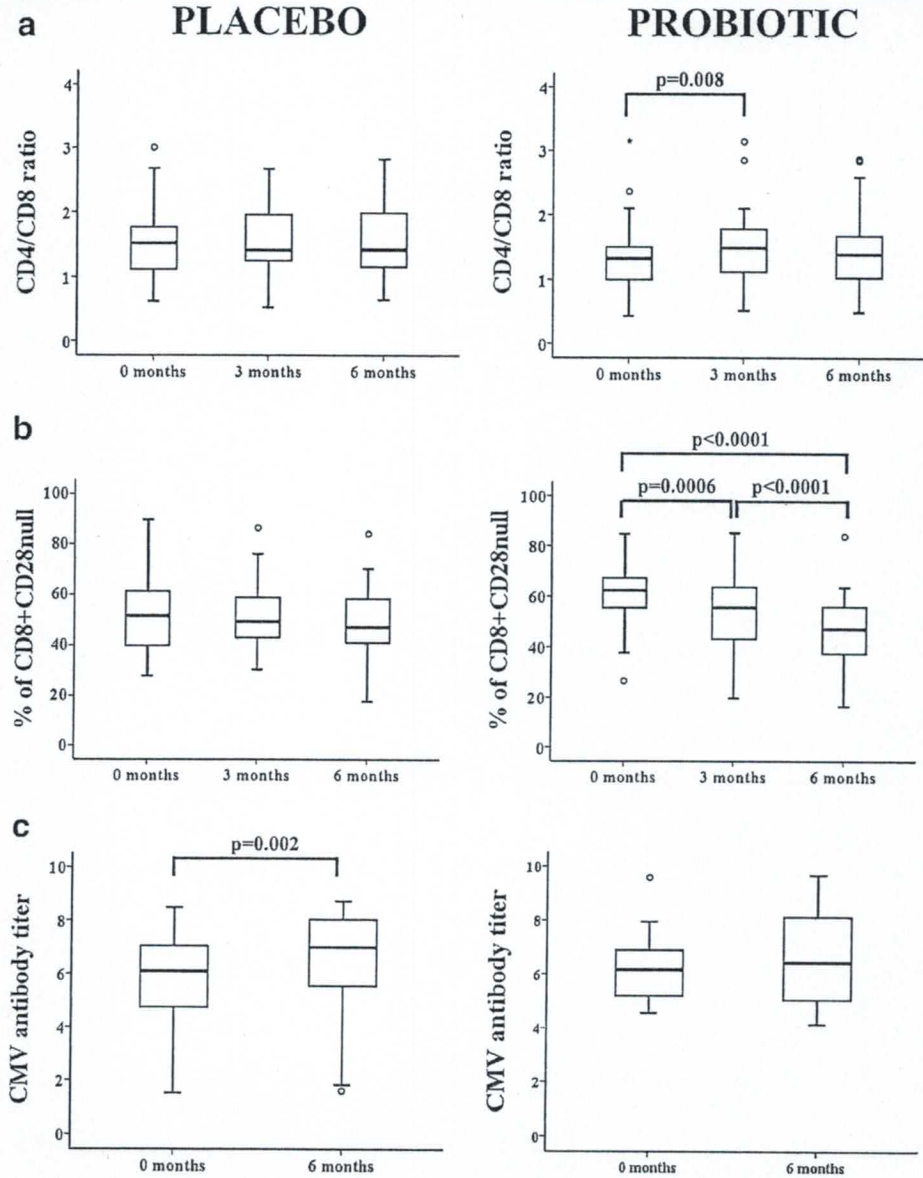 a
PLACEBO
PROBIOTIC
CD4/CD8 ratio
4
3
2
1
0
0 months
3 months
6 months
CD4/CD8 ratio
p=0.008
4
3
2
1
0
0 months
3 months
6 months
b
% of CD8+CD28null
100
80
60
40
20
0
0 months
3 months
6 months
% of CD8+CD28null
p<0.0001
p=0.0006
p<0.0001
100
80
60
40
20
0
0 months
3 months
6 months
c
CMV antibody titer
p=0.002
10
8
6
4
2
0
0 months
6 months
CMV antibody titer
10
8
6
4
2
0
0 months
6 months